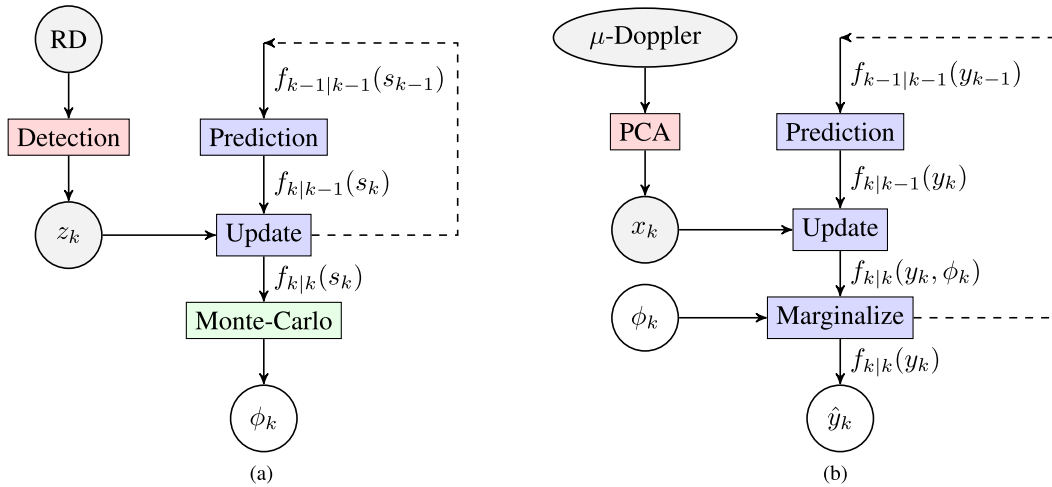 RD
f_{k-1|k-1}(s_{k-1})
Detection
Prediction
f_{k|k-1}(s_k)
z_k
Update
f_{k|k}(s_k)
Monte-Carlo
ϕ_k
(a)
μ-Doppler
f_{k-1|k-1}(y_{k-1})
PCA
Prediction
f_{k|k-1}(y_k)
x_k
Update
f_{k|k}(y_k, ϕ_k)
ϕ_k
Marginalize
f_{k|k}(y_k)
ŷ_k
(b)